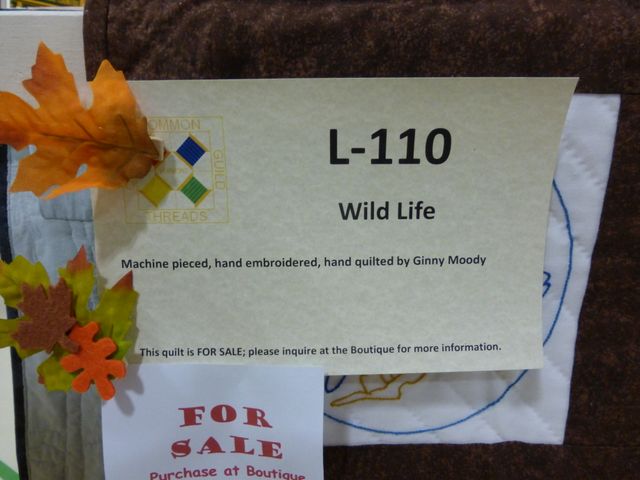 COMMON
GUILD
THREADS
L-110
Wild Life
Machine pieced, hand embroidered, hand quilted by Ginny Moody
This quilt is FOR SALE; please inquire at the Boutique for more information.
FOR
SALE
Purchase at Boutique